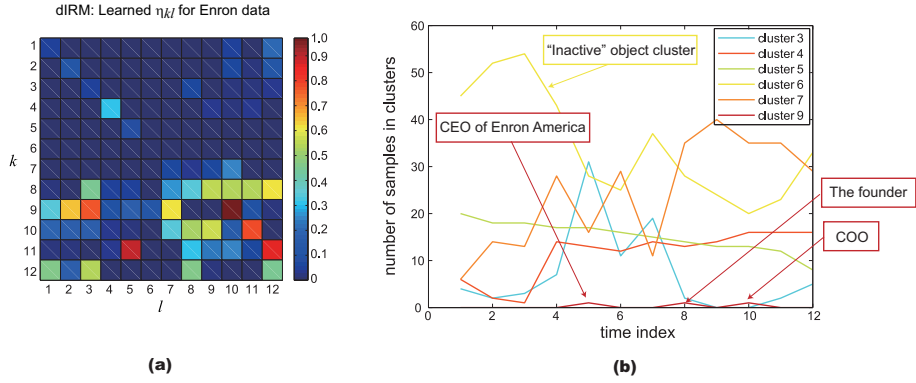 dIRM: Learned ηkl for Enron data
1
2
3
4
5
6
7
8
9
10
11
12
k
1 2 3 4 5 6 7 8 9 10 11 12
l
1.0
0.9
0.8
0.7
0.6
0.5
0.4
0.3
0.2
0.1
0
(a)
60
50
40
30
20
10
0
number of samples in clusters
0 2 4 6 8 10 12
time index
"Inactive" object cluster
CEO of Enron America
cluster 3
cluster 4
cluster 5
cluster 6
cluster 7
cluster 9
The founder
COO
(b)